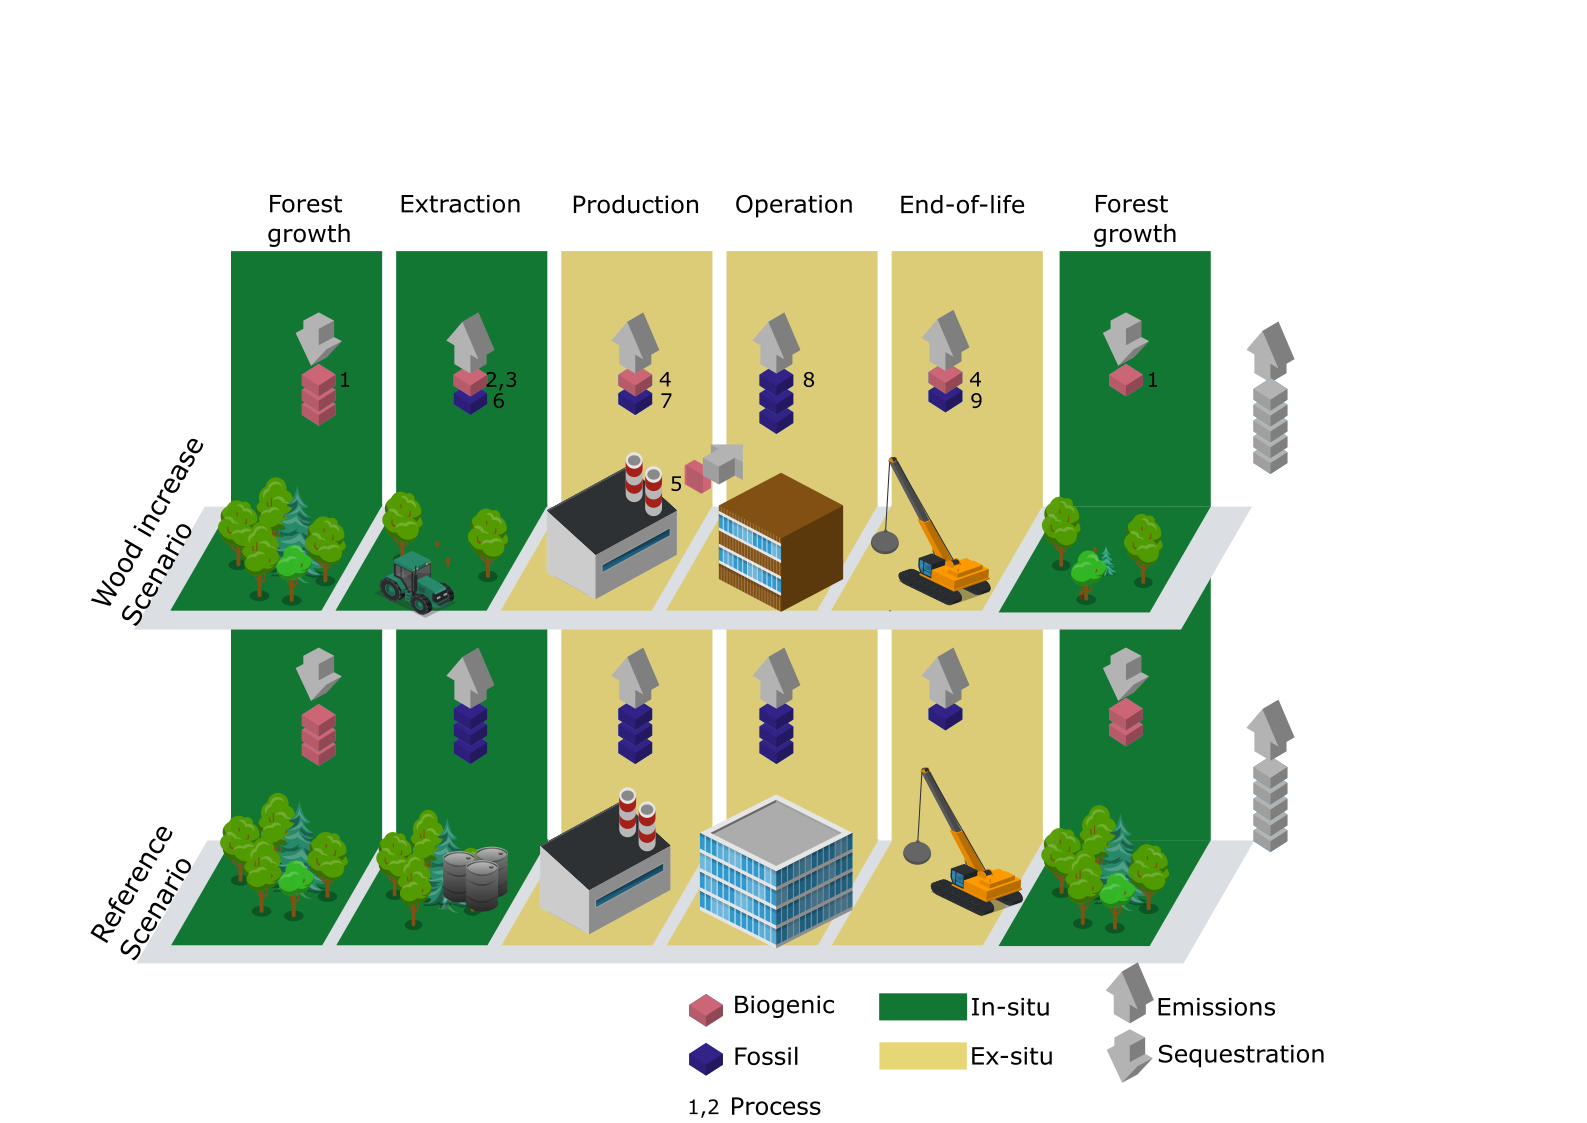 Forest
growth
Extraction
Production
Operation
End-of-life
Forest
growth
1
2,3
6
4
7
8
4
9
1
5
Wood increase
Scenario
Reference
Scenario
Biogenic
In-situ
Emissions
Fossil
Ex-situ
Sequestration
1,2 Process